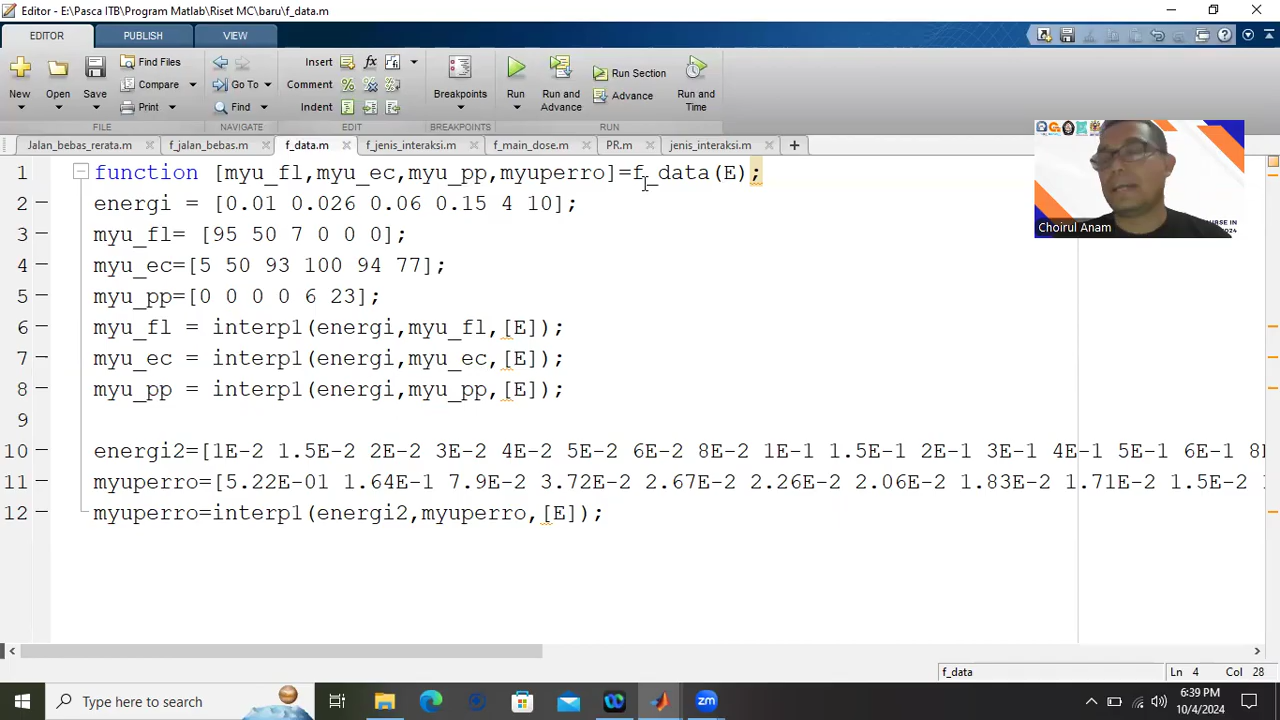 Editor - E:\Pasca ITB\Program Matlab\Riset MC\baru\f_data.m
EDITOR PUBLISH VIEW
Find Files Insert fx
New Open Save Compare Go To Comment Breakpoints Run Run and Advance Run Section Advance Run and Time
Print Find Indent
FILE NAVIGATE EDIT BREAKPOINTS RUN
Jalan_bebas_rerata.m f_jalan_bebas.m f_data.m f_jenis_interaksi.m f_main_dose.m PR.m jenis_interaksi.m
1 function [myu_fl,myu_ec,myu_pp,myuperro]=f_data(E);
2 energi = [0.01 0.026 0.06 0.15 4 10];
3 myu_fl= [95 50 7 0 0 0];
4 myu_ec=[5 50 93 100 94 77];
5 myu_pp=[0 0 0 0 6 23];
6 myu_fl = interp1(energi,myu_fl,[E]);
7 myu_ec = interp1(energi,myu_ec,[E]);
8 myu_pp = interp1(energi,myu_pp,[E]);
9
10 energi2=[1E-2 1.5E-2 2E-2 3E-2 4E-2 5E-2 6E-2 8E-2 1E-1 1.5E-1 2E-1 3E-1 4E-1 5E-1 6E-1 8
11 myuperro=[5.22E-01 1.64E-1 7.9E-2 3.72E-2 2.67E-2 2.26E-2 2.06E-2 1.83E-2 1.71E-2 1.5E-2
12 myuperro=interp1(energi2,myuperro,[E]);
URSE IN
2024
Choirul Anam
f_data Ln 4 Col 28
Type here to search
zm
6:39 PM
10/4/2024